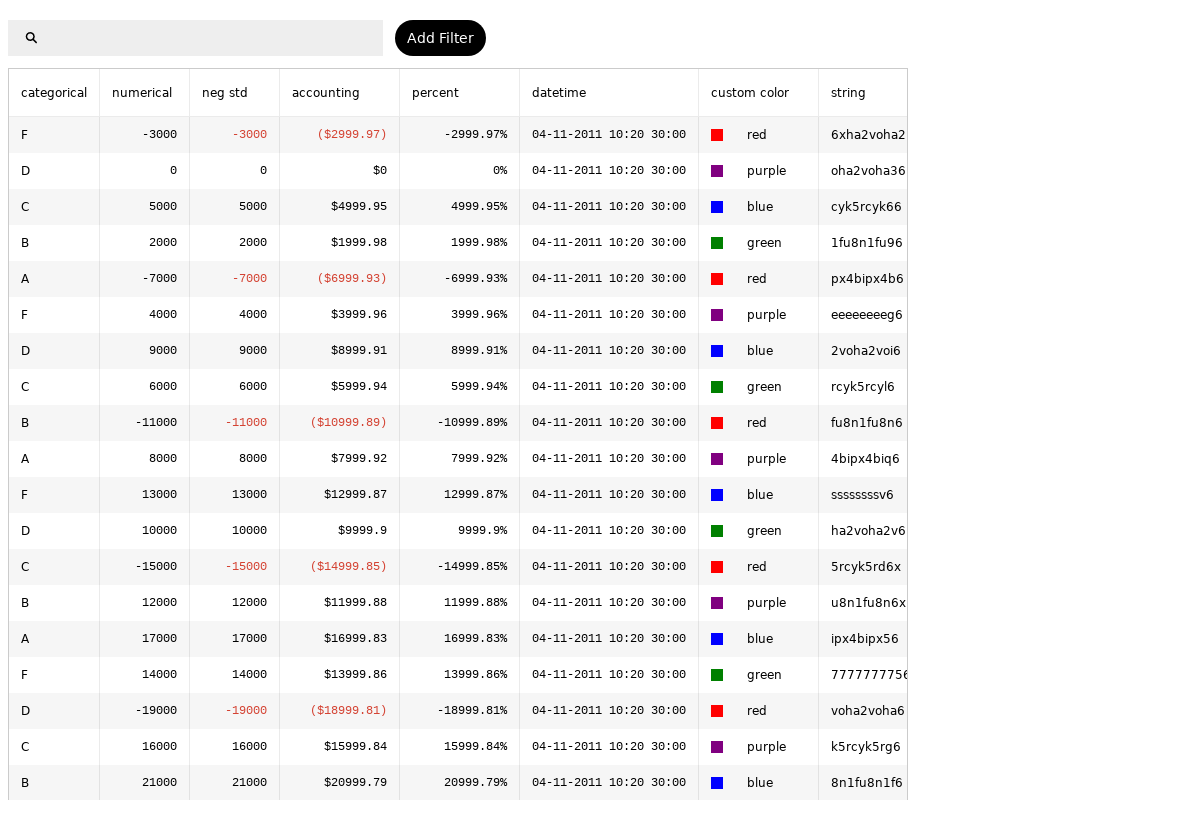 Add Filter
categorical numerical neg std accounting percent datetime custom color string
F -3000 -3000 ($2999.97) -2999.97% 04-11-2011 10:20 30:00 red 6xha2voha2
D 0 0 $0 0% 04-11-2011 10:20 30:00 purple oha2voha36
C 5000 5000 $4999.95 4999.95% 04-11-2011 10:20 30:00 blue cyk5rcyk66
B 2000 2000 $1999.98 1999.98% 04-11-2011 10:20 30:00 green 1fu8n1fu96
A -7000 -7000 ($6999.93) -6999.93% 04-11-2011 10:20 30:00 red px4bipx4b6
F 4000 4000 $3999.96 3999.96% 04-11-2011 10:20 30:00 purple eeeeeeeeg6
D 9000 9000 $8999.91 8999.91% 04-11-2011 10:20 30:00 blue 2voha2voi6
C 6000 6000 $5999.94 5999.94% 04-11-2011 10:20 30:00 green rcyk5rcyl6
B -11000 -11000 ($10999.89) -10999.89% 04-11-2011 10:20 30:00 red fu8n1fu8n6
A 8000 8000 $7999.92 7999.92% 04-11-2011 10:20 30:00 purple 4bipx4biq6
F 13000 13000 $12999.87 12999.87% 04-11-2011 10:20 30:00 blue ssssssssv6
D 10000 10000 $9999.9 9999.9% 04-11-2011 10:20 30:00 green ha2voha2v6
C -15000 -15000 ($14999.85) -14999.85% 04-11-2011 10:20 30:00 red 5rcyk5rd6x
B 12000 12000 $11999.88 11999.88% 04-11-2011 10:20 30:00 purple u8n1fu8n6x
A 17000 17000 $16999.83 16999.83% 04-11-2011 10:20 30:00 blue ipx4bipx56
F 14000 14000 $13999.86 13999.86% 04-11-2011 10:20 30:00 green 7777777756
D -19000 -19000 ($18999.81) -18999.81% 04-11-2011 10:20 30:00 red voha2voha6
C 16000 16000 $15999.84 15999.84% 04-11-2011 10:20 30:00 purple k5rcyk5rg6
B 21000 21000 $20999.79 20999.79% 04-11-2011 10:20 30:00 blue 8n1fu8n1f6